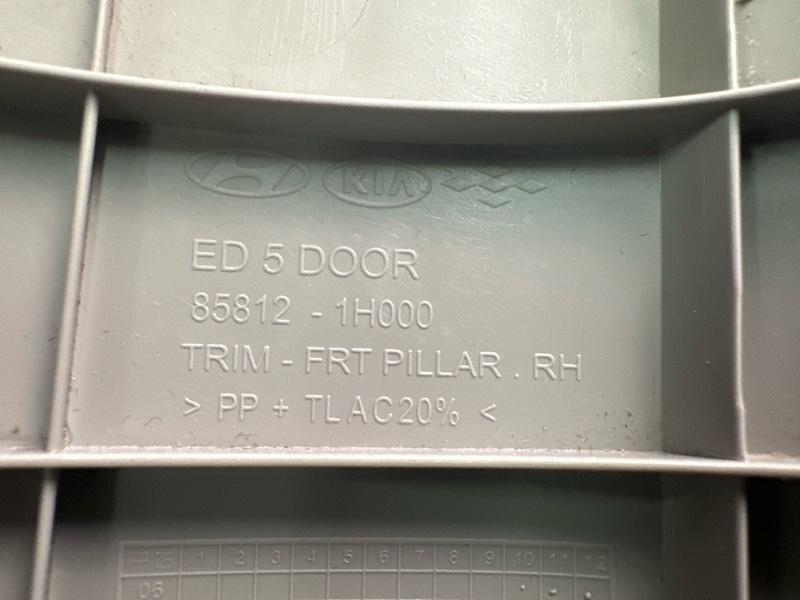 KIA
ED 5 DOOR
85812 - 1H000
TRIM - FRT PILLAR . RH
> PP + TLAC20% <
1 2 3 4 5 6 7 8 9 10 11 12
06